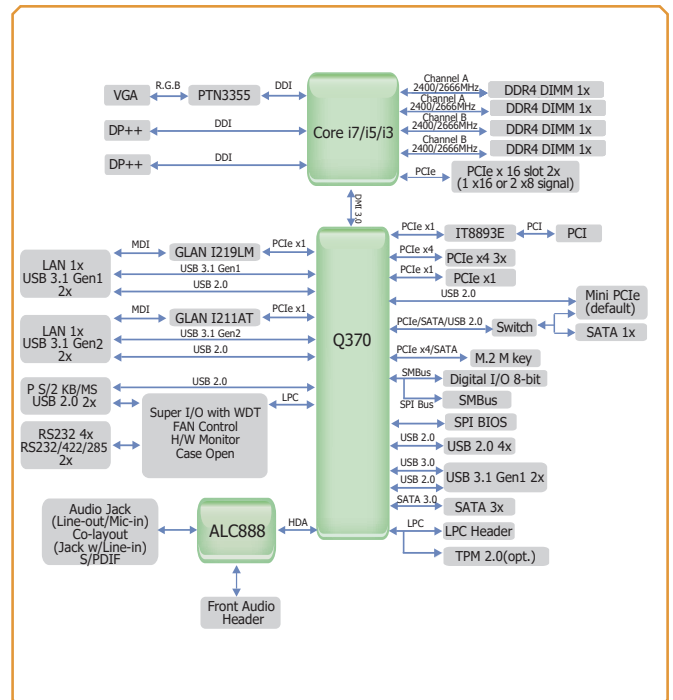 VGA
R.G.B
PTN3355
DDI
DP++
DDI
DP++
DDI
Core i7/i5/i3
Channel A
2400/2666MHz
DDR4 DIMM 1x
Channel A
2400/2666MHz
DDR4 DIMM 1x
Channel B
2400/2666MHz
DDR4 DIMM 1x
Channel B
2400/2666MHz
DDR4 DIMM 1x
PCIe
PCIe x 16 slot 2x
(1 x16 or 2 x8 signal)
DMI 3.0
LAN 1x
USB 3.1 Gen1
2x
MDI
GLAN I219LM
PCIe x1
USB 3.1 Gen1
USB 2.0
LAN 1x
USB 3.1 Gen2
2x
MDI
GLAN I211AT
PCIe x1
USB 3.1 Gen2
USB 2.0
P S/2 KB/MS
USB 2.0 2x
USB 2.0
RS232 4x
RS232/422/285
2x
Super I/O with WDT
FAN Control
H/W Monitor
Case Open
LPC
Audio Jack
(Line-out/Mic-in)
Co-layout
(Jack w/Line-in)
S/PDIF
ALC888
HDA
Front Audio
Header
Q370
PCIe x1
IT8893E
PCI
PCI
PCIe x4
PCIe x4 3x
PCIe x1
PCIe x1
USB 2.0
Mini PCIe
(default)
PCIe/SATA/USB 2.0
Switch
SATA 1x
PCIe x4/SATA
M.2 M key
SMBus
Digital I/O 8-bit
SMBus
SPI Bus
SPI BIOS
USB 2.0
USB 2.0 4x
USB 3.0
USB 2.0
USB 3.1 Gen1 2x
SATA 3.0
SATA 3x
LPC
LPC Header
TPM 2.0(opt.)